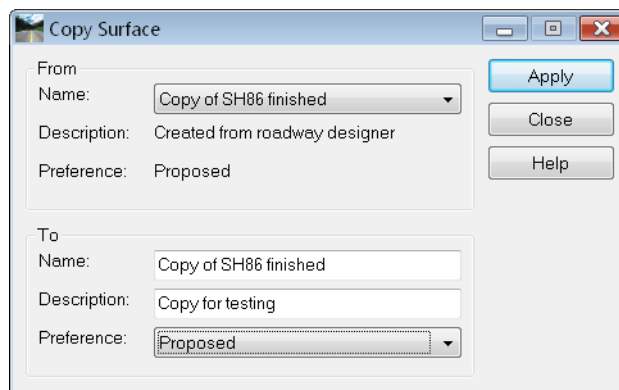 Copy Surface
From
Name: Copy of SH86 finished
Description: Created from roadway designer
Preference: Proposed
Apply
Close
Help
To
Name: Copy of SH86 finished
Description: Copy for testing
Preference: Proposed